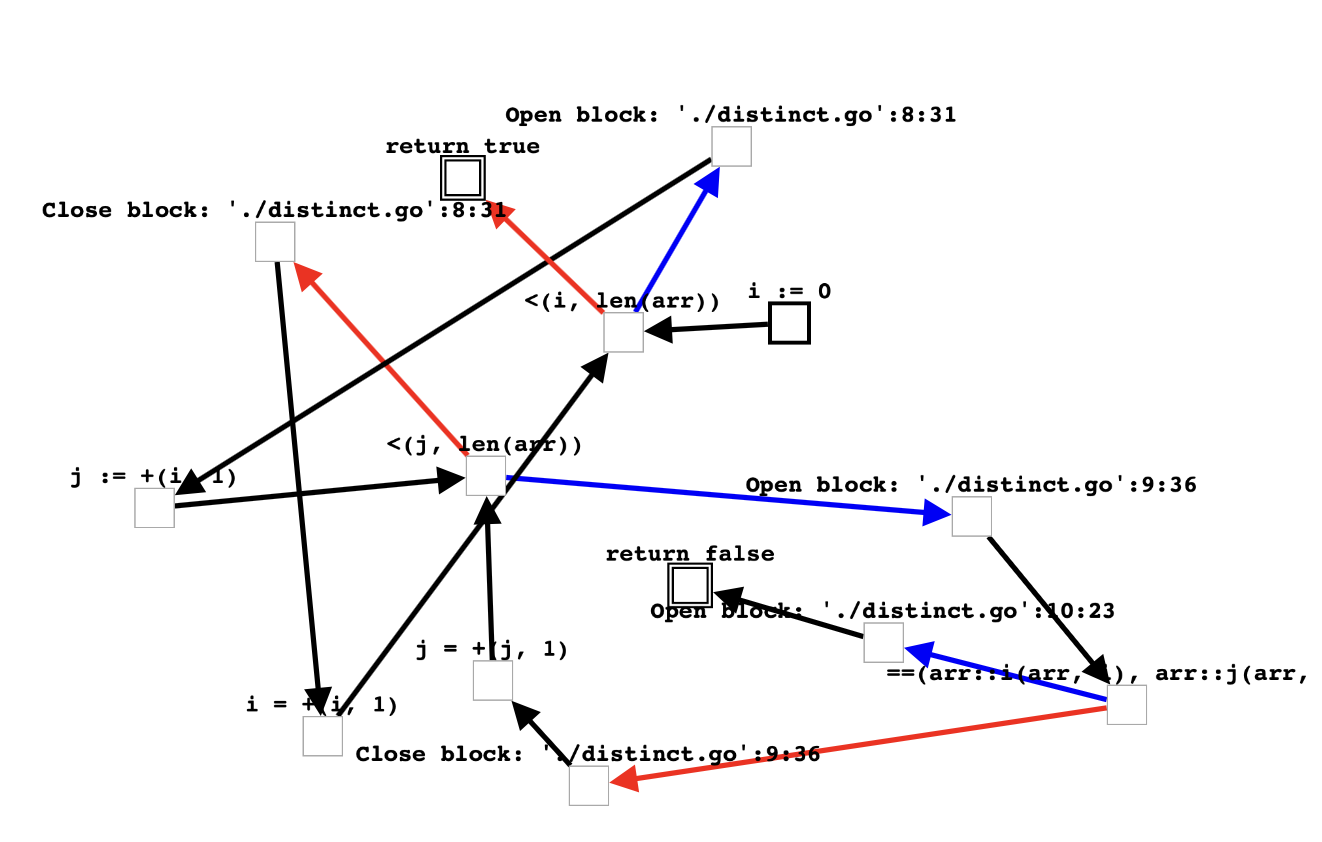 Open block: './distinct.go':8:31
return true
Close block: './distinct.go':8:31
i := 0
<(i, len(arr))
<(j, len(arr))
j := +(i, 1)
Open block: './distinct.go':9:36
return false
Open block: './distinct.go':10:23
j = +(j, 1)
==(arr::i(arr, i), arr::j(arr,
i = +(i, 1)
Close block: './distinct.go':9:36